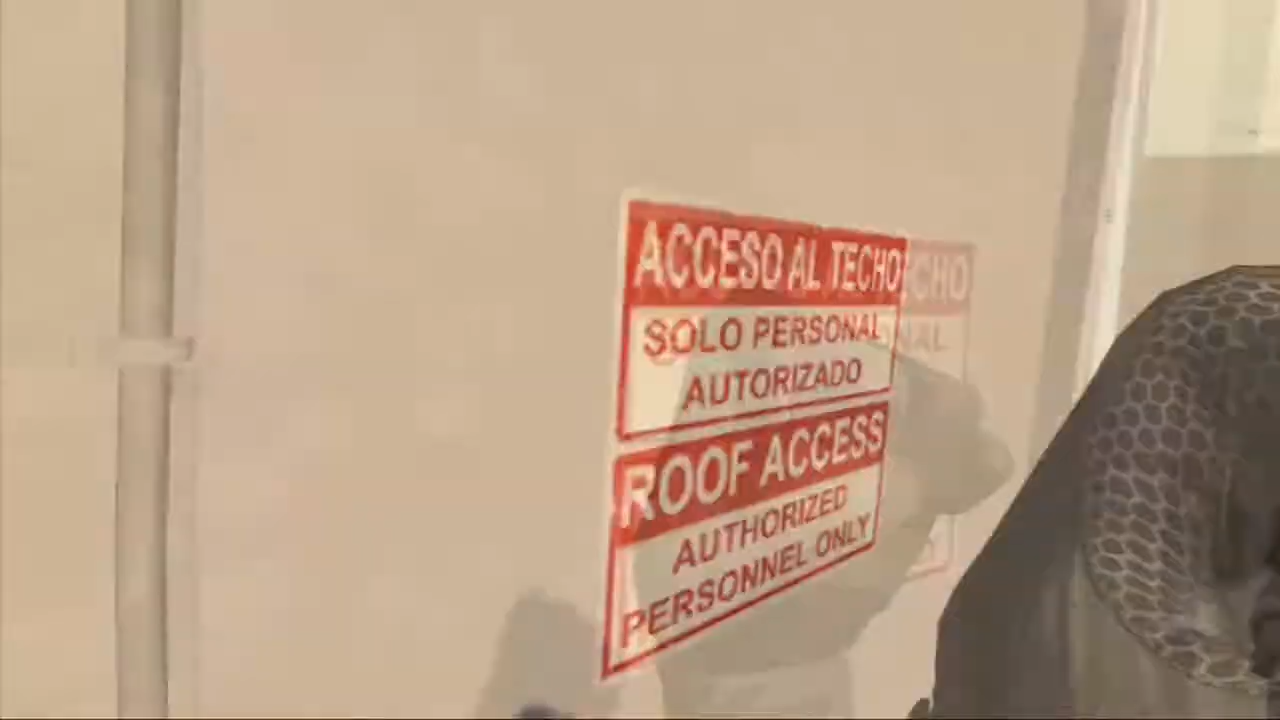 ACCESO AL TECHO
SOLO PERSONAL
AUTORIZADO
ROOF ACCESS
AUTHORIZED
PERSONNEL ONLY